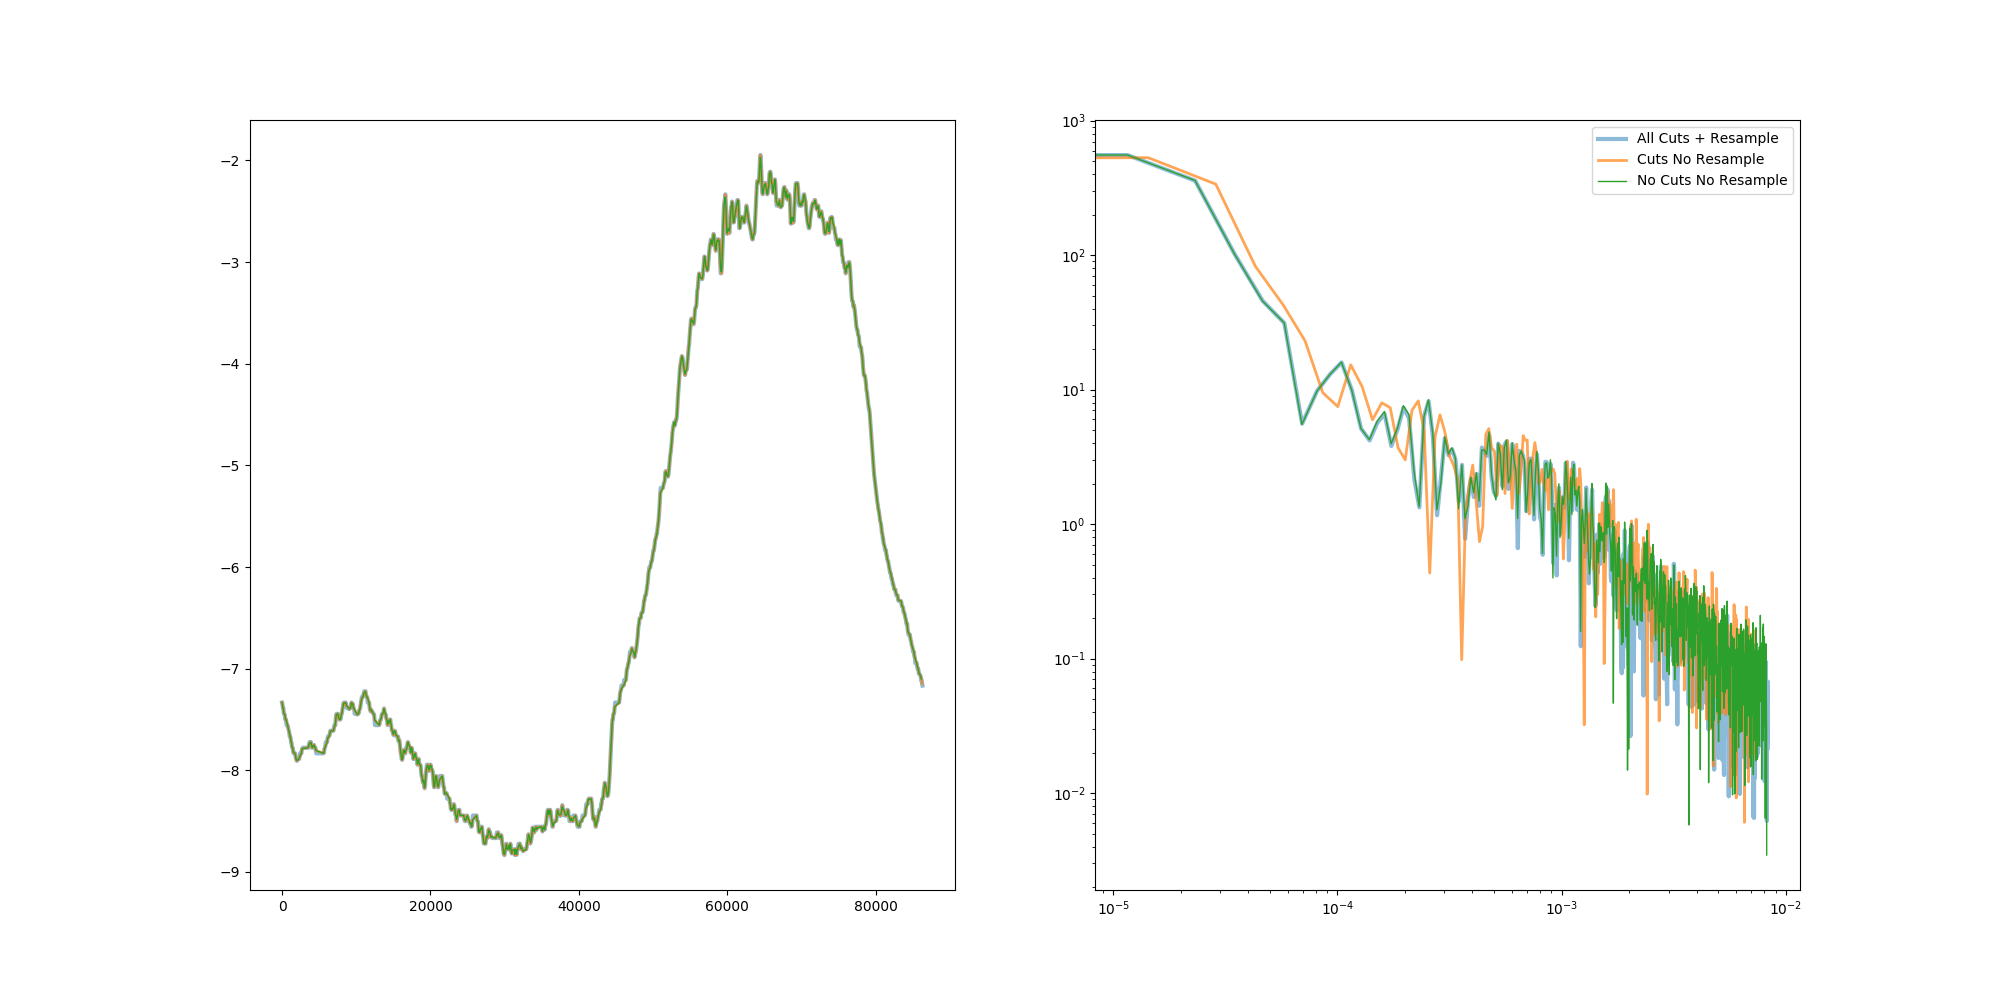 −2
−3
−4
−5
−6
−7
−8
−9
0 20000 40000 60000 80000
10³
10²
10¹
10⁰
10⁻¹
10⁻²
10⁻⁵ 10⁻⁴ 10⁻³ 10⁻²
All Cuts + Resample
Cuts No Resample
No Cuts No Resample